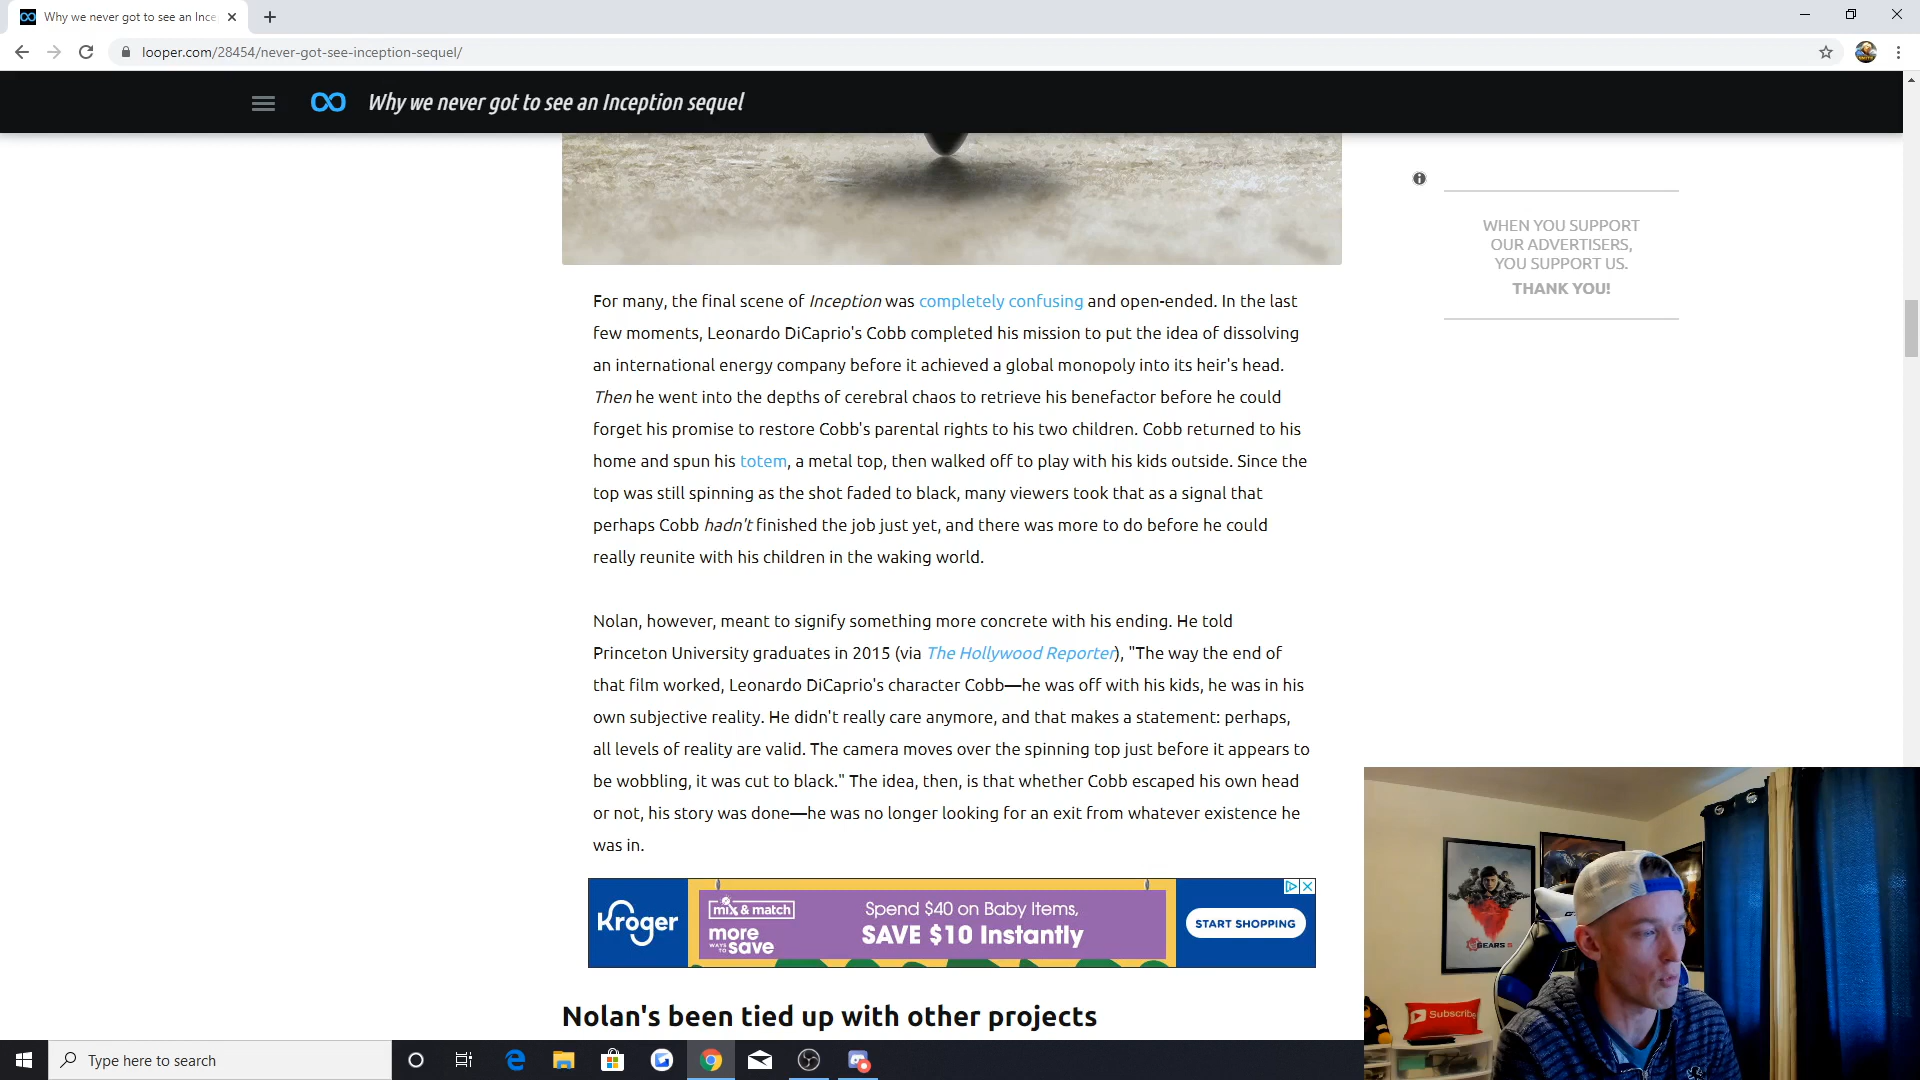 Why we never got to see an Ince
looper.com/28454/never-got-see-inception-sequel/
Why we never got to see an Inception sequel
WHEN YOU SUPPORT
OUR ADVERTISERS,
YOU SUPPORT US.
THANK YOU!
For many, the final scene of Inception was completely confusing and open-ended. In the last
few moments, Leonardo DiCaprio's Cobb completed his mission to put the idea of dissolving
an international energy company before it achieved a global monopoly into its heir's head.
Then he went into the depths of cerebral chaos to retrieve his benefactor before he could
forget his promise to restore Cobb's parental rights to his two children. Cobb returned to his
home and spun his totem, a metal top, then walked off to play with his kids outside. Since the
top was still spinning as the shot faded to black, many viewers took that as a signal that
perhaps Cobb hadn't finished the job just yet, and there was more to do before he could
really reunite with his children in the waking world.
Nolan, however, meant to signify something more concrete with his ending. He told
Princeton University graduates in 2015 (via The Hollywood Reporter), "The way the end of
that film worked, Leonardo DiCaprio's character Cobb—he was off with his kids, he was in his
own subjective reality. He didn't really care anymore, and that makes a statement: perhaps,
all levels of reality are valid. The camera moves over the spinning top just before it appears to
be wobbling, it was cut to black." The idea, then, is that whether Cobb escaped his own head
or not, his story was done—he was no longer looking for an exit from whatever existence he
was in.
Kroger
mix & match
more
ways to
save
Spend $40 on Baby Items,
SAVE $10 Instantly
START SHOPPING
Nolan's been tied up with other projects
GEARS 5
Subscribe
Type here to search